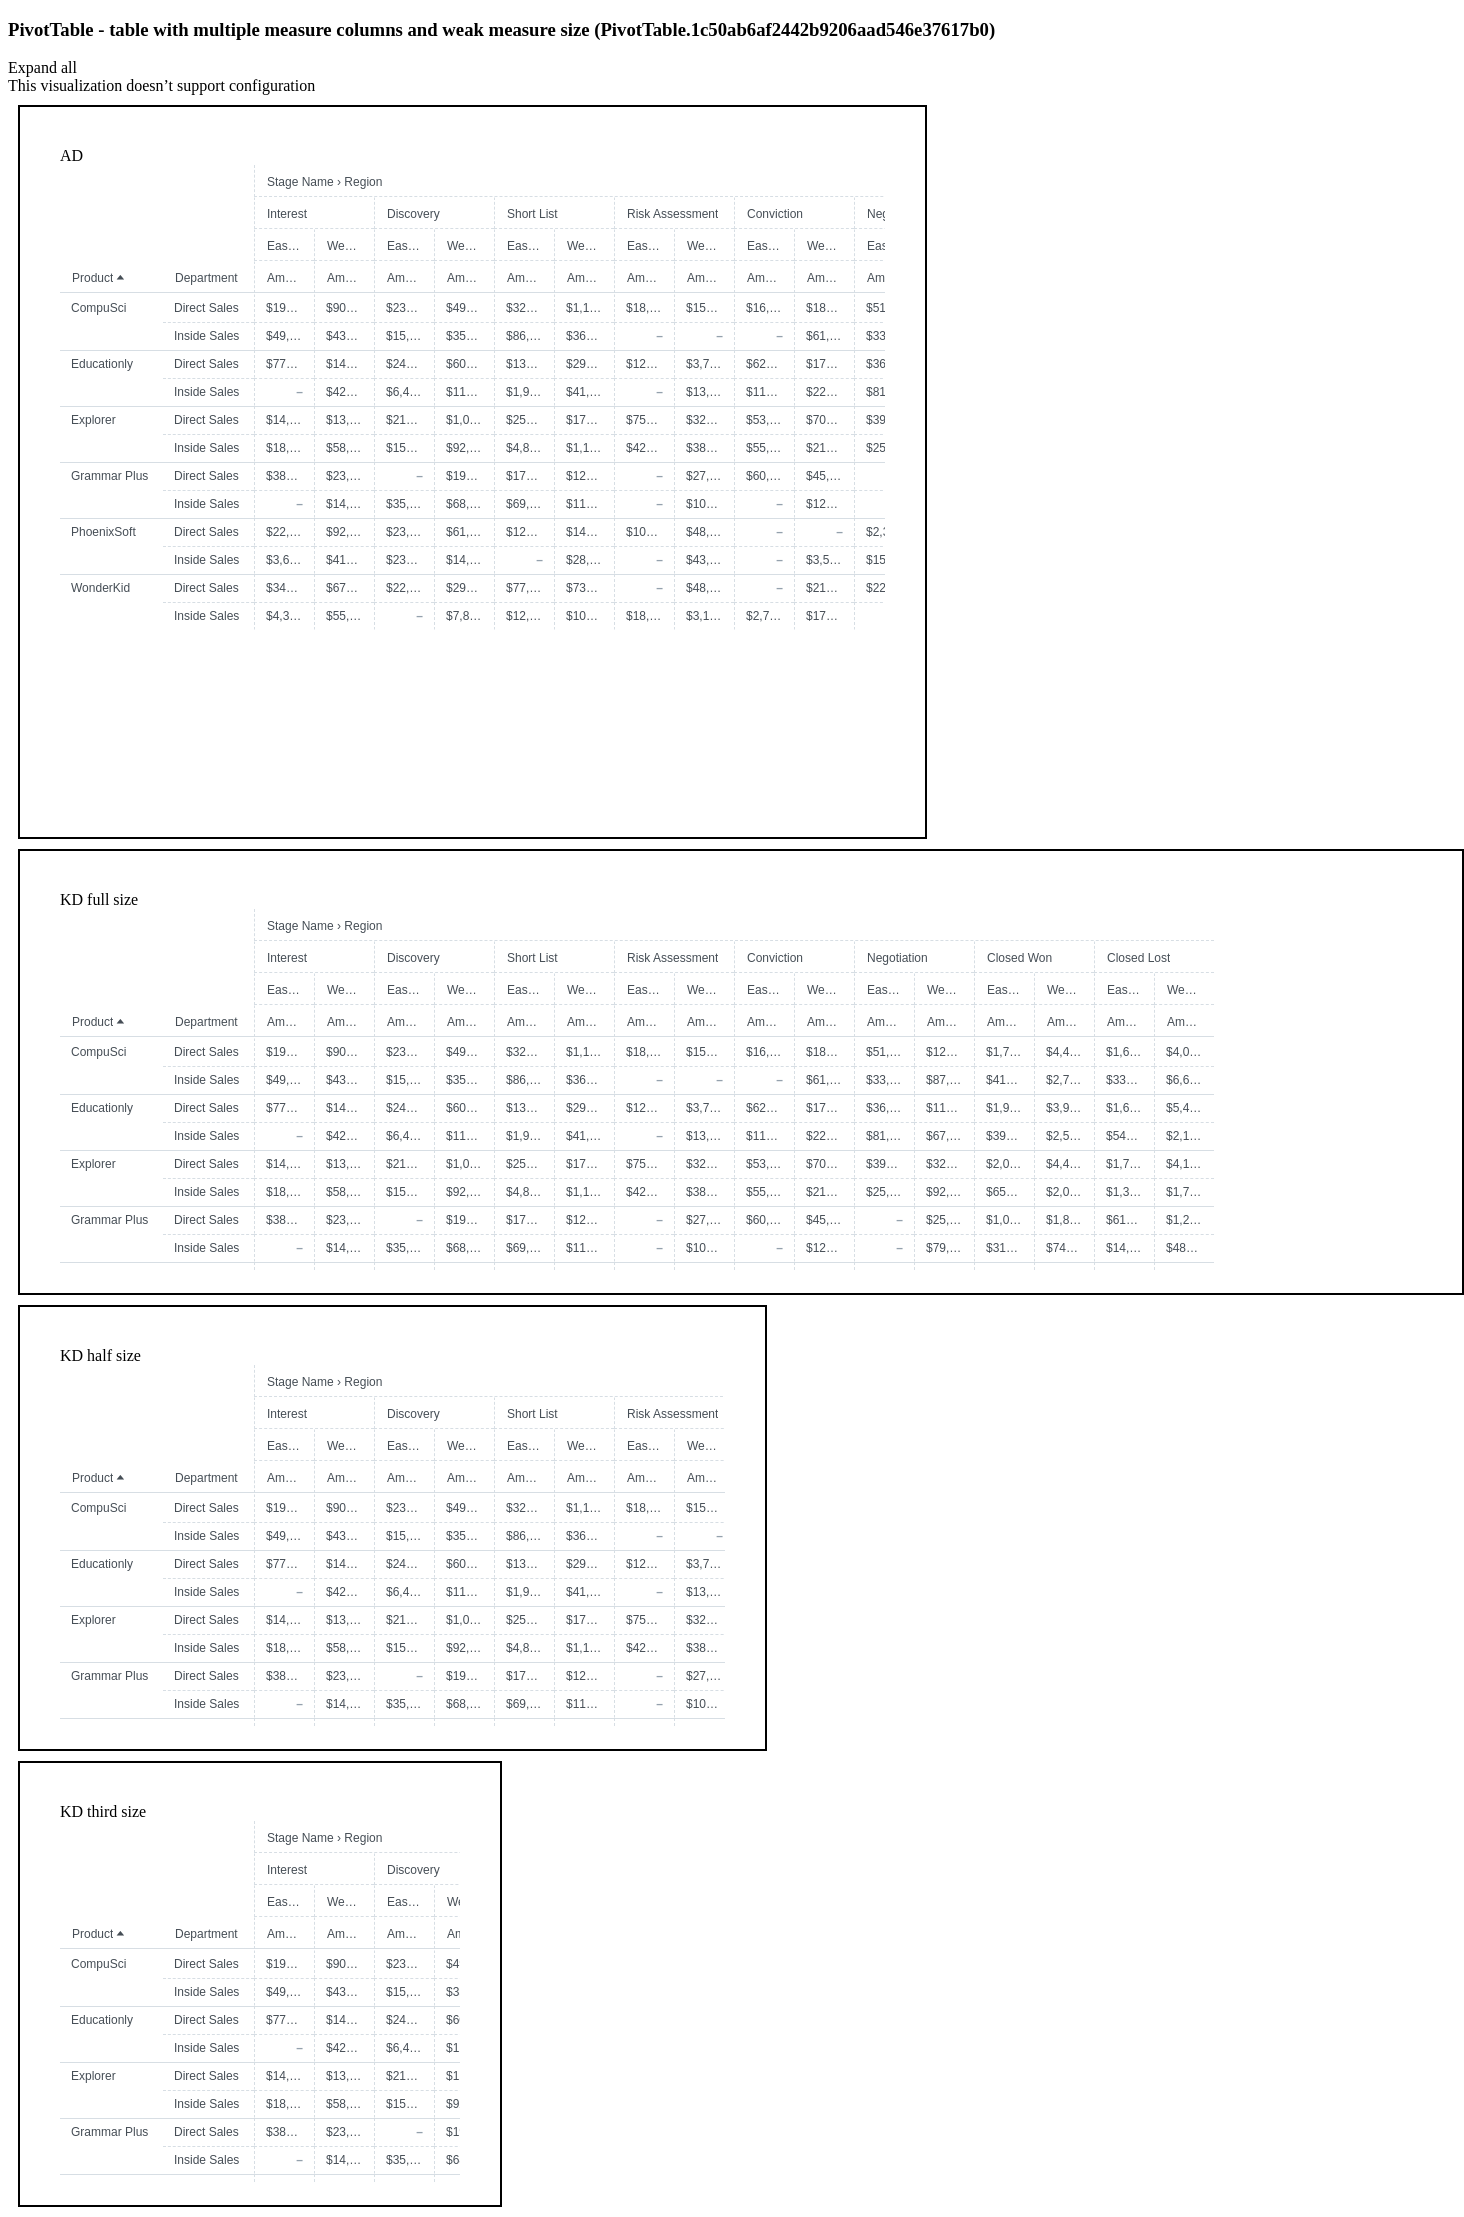 PivotTable - table with multiple measure columns and weak measure size (PivotTable.1c50ab6af2442b9206aad546e37617b0)
Expand all
This visualization doesn’t support configuration
AD
Stage Name › Region
Interest Discovery Short List Risk Assessment Conviction Neg
Eas… We… Eas… We… Eas… We… Eas… We… Eas… We… Eas
Product Department Am… Am… Am… Am… Am… Am… Am… Am… Am… Am… Am
CompuSci Direct Sales $19… $90… $23… $49… $32… $1,1… $18,… $15… $16,… $18… $51
Inside Sales $49,… $43… $15,… $35… $86,… $36… – – – $61,… $33
Educationly Direct Sales $77… $14… $24… $60… $13… $29… $12… $3,7… $62… $17… $36
Inside Sales – $42… $6,4… $11… $1,9… $41,… – $13,… $11… $22… $81
Explorer Direct Sales $14,… $13,… $21… $1,0… $25… $17… $75… $32… $53,… $70… $39
Inside Sales $18,… $58,… $15… $92,… $4,8… $1,1… $42… $38… $55,… $21… $25
Grammar Plus Direct Sales $38… $23,… – $19… $17… $12… – $27,… $60,… $45,…
Inside Sales – $14,… $35,… $68,… $69,… $11… – $10… – $12…
PhoenixSoft Direct Sales $22,… $92,… $23,… $61,… $12… $14… $10… $48,… – – $2,3
Inside Sales $3,6… $41… $23… $14,… – $28,… – $43,… – $3,5… $15
WonderKid Direct Sales $34… $67… $22,… $29… $77,… $73… – $48,… – $21… $22
Inside Sales $4,3… $55,… – $7,8… $12,… $10… $18,… $3,1… $2,7… $17…
KD full size
Stage Name › Region
Interest Discovery Short List Risk Assessment Conviction Negotiation Closed Won Closed Lost
Eas… We… Eas… We… Eas… We… Eas… We… Eas… We… Eas… We… Eas… We… Eas… We…
Product Department Am… Am… Am… Am… Am… Am… Am… Am… Am… Am… Am… Am… Am… Am… Am… Am…
CompuSci Direct Sales $19… $90… $23… $49… $32… $1,1… $18,… $15… $16,… $18… $51,… $12… $1,7… $4,4… $1,6… $4,0…
Inside Sales $49,… $43… $15,… $35… $86,… $36… – – – $61,… $33,… $87,… $41… $2,7… $33… $6,6…
Educationly Direct Sales $77… $14… $24… $60… $13… $29… $12… $3,7… $62… $17… $36,… $11… $1,9… $3,9… $1,6… $5,4…
Inside Sales – $42… $6,4… $11… $1,9… $41,… – $13,… $11… $22… $81,… $67,… $39… $2,5… $54… $2,1…
Explorer Direct Sales $14,… $13,… $21… $1,0… $25… $17… $75… $32… $53,… $70… $39… $32… $2,0… $4,4… $1,7… $4,1…
Inside Sales $18,… $58,… $15… $92,… $4,8… $1,1… $42… $38… $55,… $21… $25,… $92,… $65… $2,0… $1,3… $1,7…
Grammar Plus Direct Sales $38… $23,… – $19… $17… $12… – $27,… $60,… $45,… – $25,… $1,0… $1,8… $61… $1,2…
Inside Sales – $14,… $35,… $68,… $69,… $11… – $10… – $12… – $79,… $31… $74… $14,… $48…
KD half size
Stage Name › Region
Interest Discovery Short List Risk Assessment
Eas… We… Eas… We… Eas… We… Eas… We…
Product Department Am… Am… Am… Am… Am… Am… Am… Am…
CompuSci Direct Sales $19… $90… $23… $49… $32… $1,1… $18,… $15…
Inside Sales $49,… $43… $15,… $35… $86,… $36… – –
Educationly Direct Sales $77… $14… $24… $60… $13… $29… $12… $3,7…
Inside Sales – $42… $6,4… $11… $1,9… $41,… – $13,…
Explorer Direct Sales $14,… $13,… $21… $1,0… $25… $17… $75… $32…
Inside Sales $18,… $58,… $15… $92,… $4,8… $1,1… $42… $38…
Grammar Plus Direct Sales $38… $23,… – $19… $17… $12… – $27,…
Inside Sales – $14,… $35,… $68,… $69,… $11… – $10…
KD third size
Stage Name › Region
Interest Discovery
Eas… We… Eas… We
Product Department Am… Am… Am… Am
CompuSci Direct Sales $19… $90… $23… $4
Inside Sales $49,… $43… $15,… $3
Educationly Direct Sales $77… $14… $24… $6
Inside Sales – $42… $6,4… $1
Explorer Direct Sales $14,… $13,… $21… $1
Inside Sales $18,… $58,… $15… $9
Grammar Plus Direct Sales $38… $23,… – $1
Inside Sales – $14,… $35,… $6